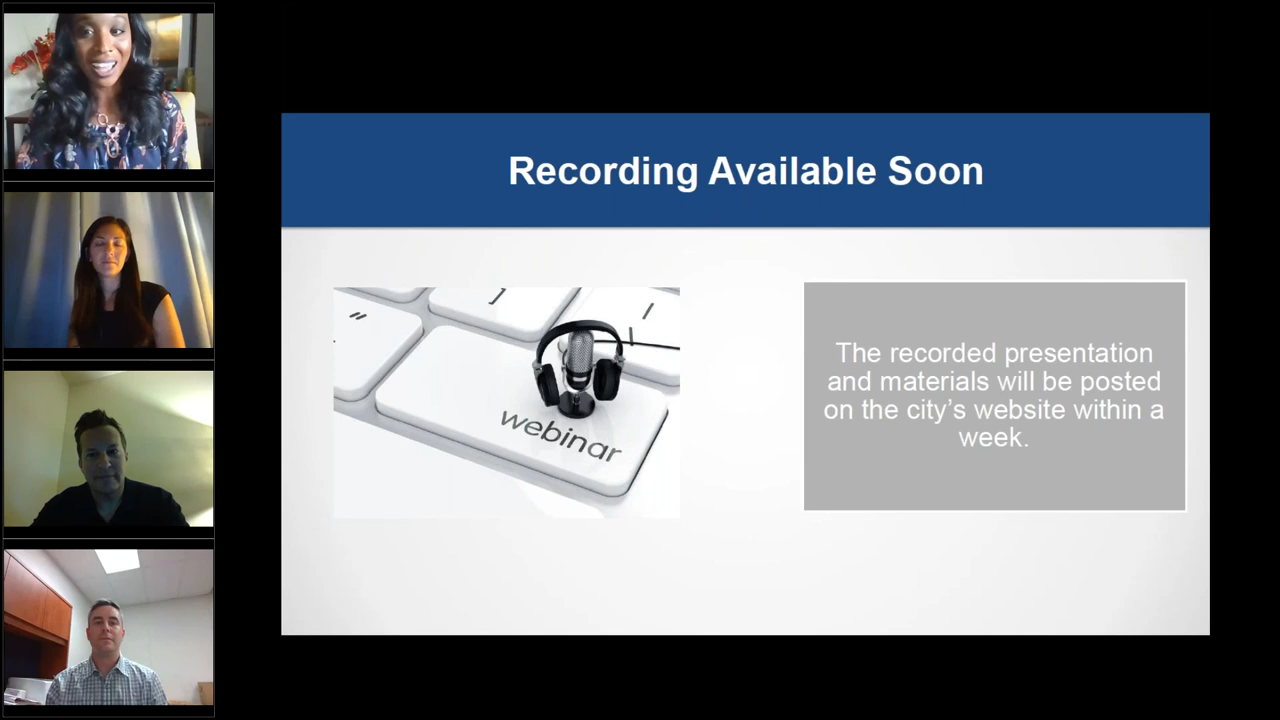 Recording Available Soon
webinar
The recorded presentation
and materials will be posted
on the city’s website within a
week.